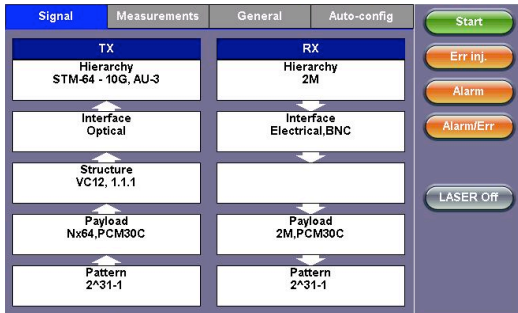 Signal
Measurements
General
Auto-config
TX
Hierarchy
STM-64 - 10G, AU-3
Interface
Optical
Structure
VC12, 1.1.1
Payload
Nx64,PCM30C
Pattern
2^31-1
RX
Hierarchy
2M
Interface
Electrical,BNC
Payload
2M,PCM30C
Pattern
2^31-1
Start
Err inj.
Alarm
Alarm/Err
LASER Off